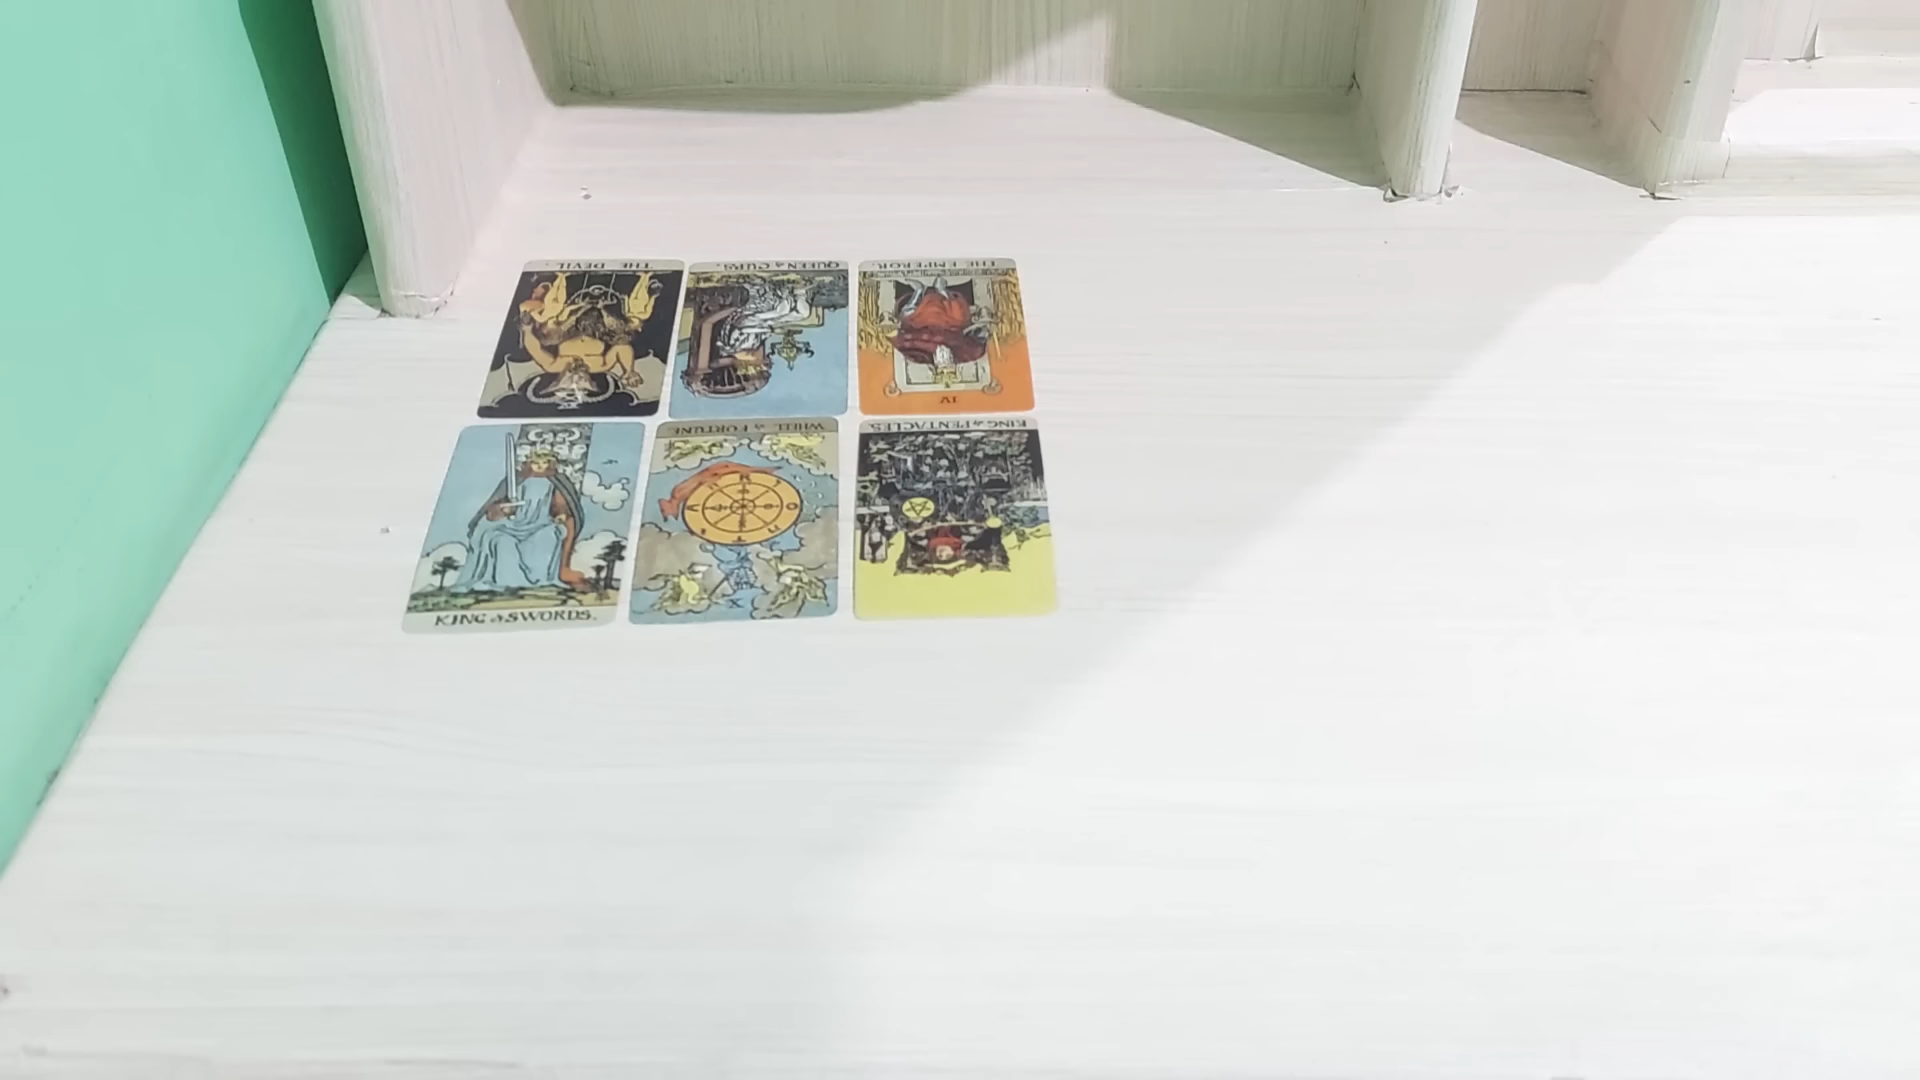 THE DEVIL.
QUEEN of CUPS.
THE EMPEROR.
IV
KING of SWORDS.
WHEEL of FORTUNE.
X
KING of PENTACLES.